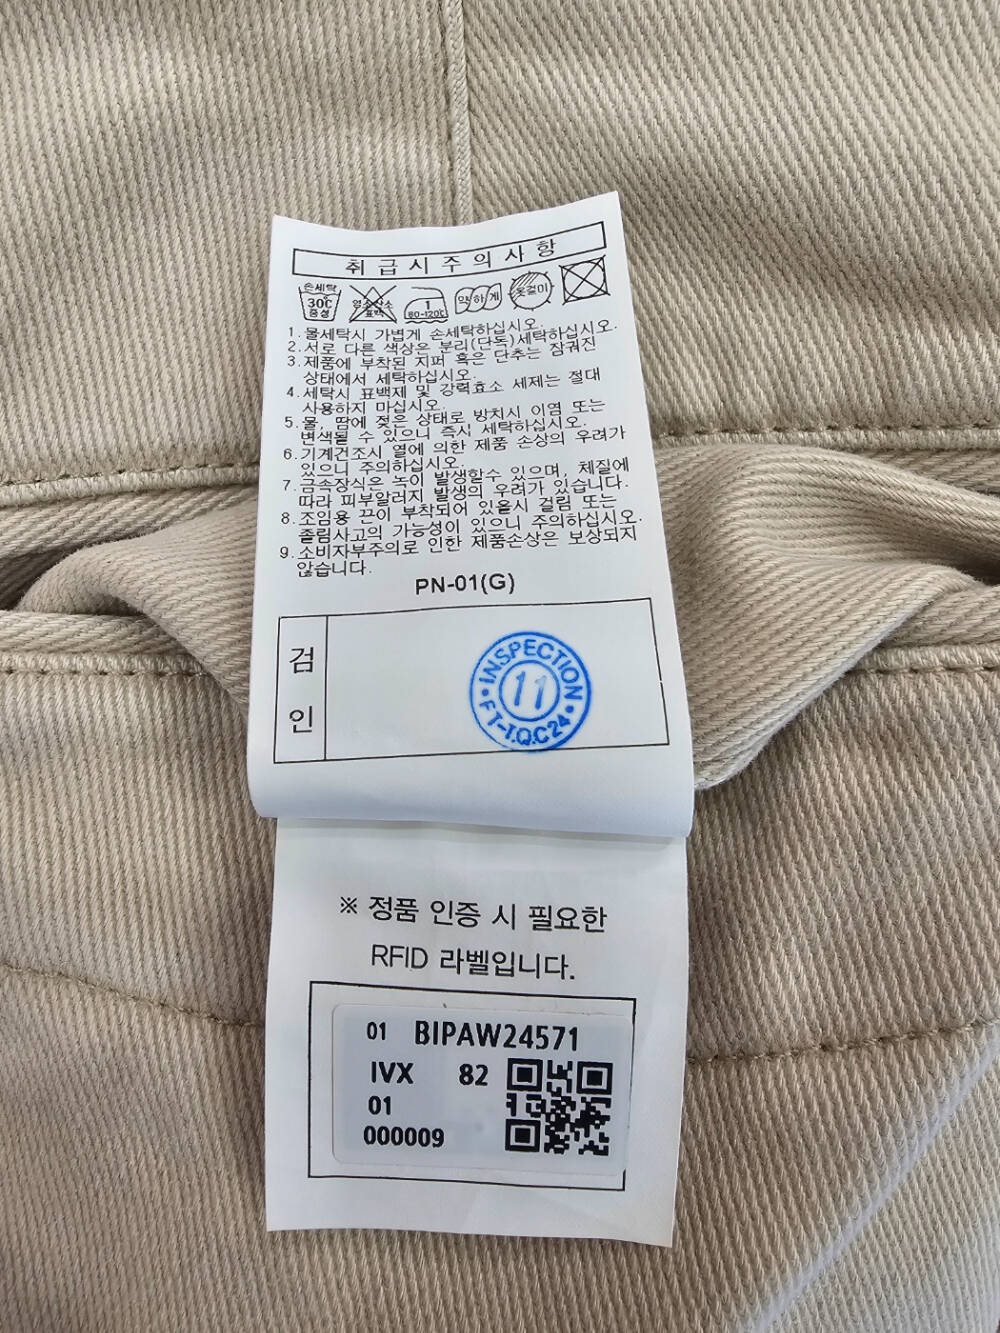 취급시주의사항
손세탁
30℃
중성
염소산소
표백
1
80-120℃
약하게
옷걸이
1. 물세탁시 가볍게 손세탁하십시오.
2. 서로 다른 색상은 분리(단독)세탁하십시오.
3. 제품에 부착된 지퍼 혹은 단추는 잠궈진
상태에서 세탁하십시오.
4. 세탁시 표백제 및 강력효소 세제는 절대
사용하지 마십시오.
5. 물, 땀에 젖은 상태로 방치시 이염 또는
변색될 수 있으니 즉시 세탁하십시오.
6. 기계건조시 열에 의한 제품 손상의 우려가
있으니 주의하십시오.
7. 금속장식은 녹이 발생할수 있으며, 체질에
따라 피부알러지 발생의 우려가 있습니다.
8. 조임용 끈이 부착되어 있을시 걸림 또는
졸림사고의 가능성이 있으니 주의하십시오.
9. 소비자부주의로 인한 제품손상은 보상되지
않습니다.
PN-01(G)
검인
INSPECTION
11
FT-T.Q.C24
※ 정품 인증 시 필요한
RFID 라벨입니다.
01 BIPAW24571
IVX 82
01
000009